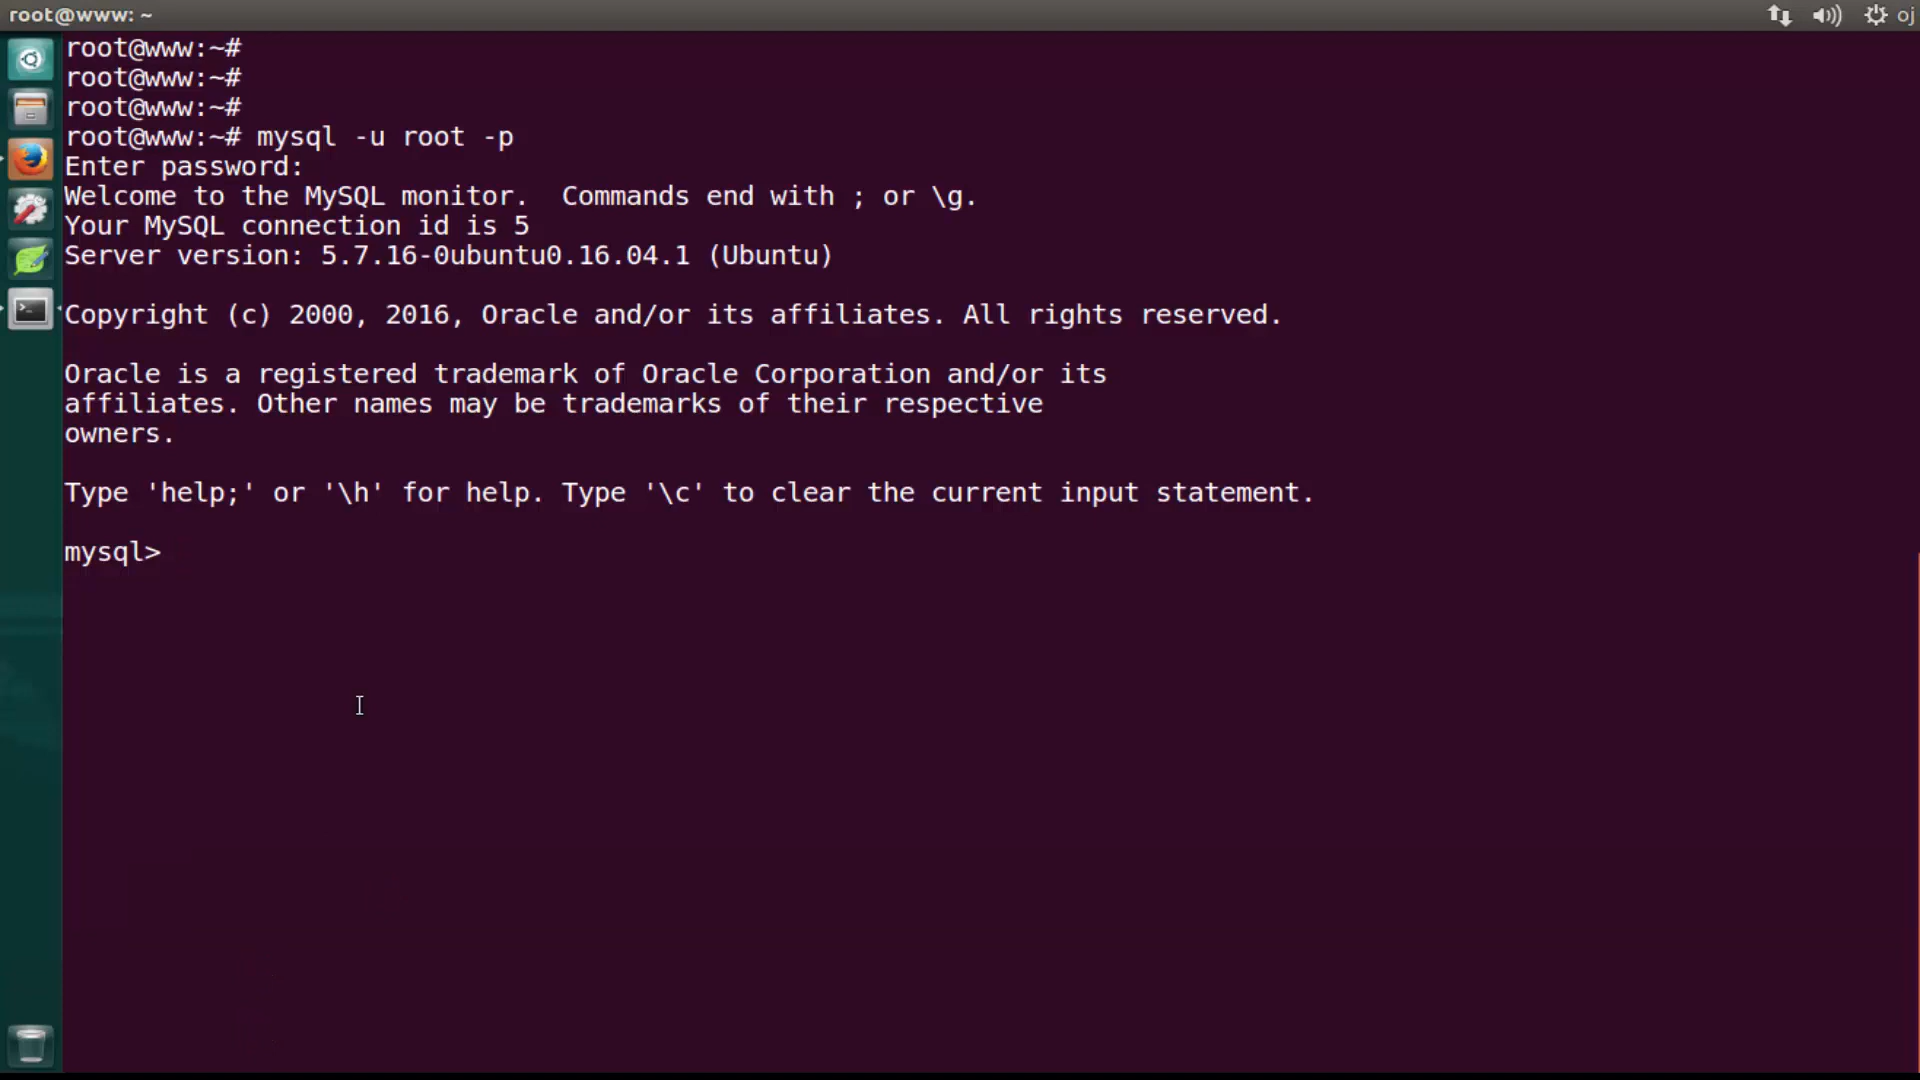 root@www: ~
oj
root@www:~#
root@www:~#
root@www:~#
root@www:~# mysql -u root -p
Enter password:
Welcome to the MySQL monitor.  Commands end with ; or \g.
Your MySQL connection id is 5
Server version: 5.7.16-0ubuntu0.16.04.1 (Ubuntu)
Copyright (c) 2000, 2016, Oracle and/or its affiliates. All rights reserved.
Oracle is a registered trademark of Oracle Corporation and/or its
affiliates. Other names may be trademarks of their respective
owners.
Type 'help;' or '\h' for help. Type '\c' to clear the current input statement.
mysql>